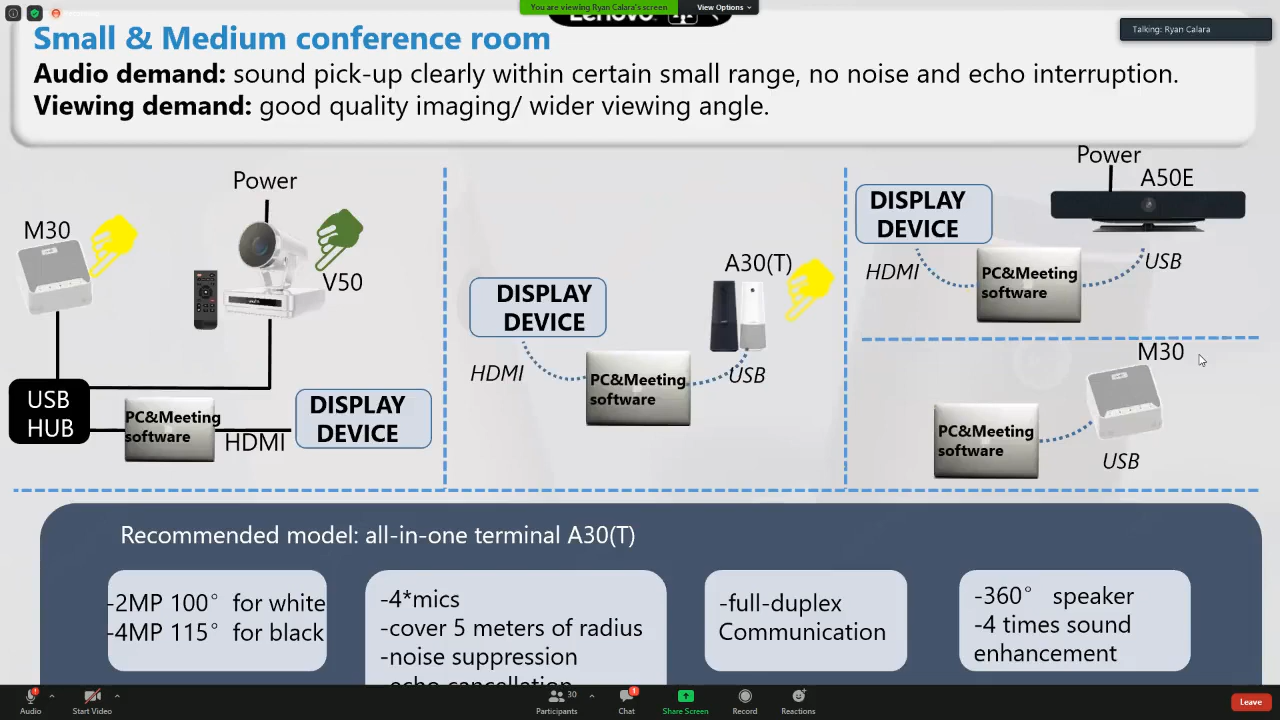 You are viewing Ryan Calara's screen
View Options
Lenovo
Talking: Ryan Calara
Small & Medium conference room
Audio demand: sound pick-up clearly within certain small range, no noise and echo interruption.
Viewing demand: good quality imaging/ wider viewing angle.
Power
M30
V50
USB
HUB
PC&Meeting
software
HDMI
DISPLAY
DEVICE
DISPLAY
DEVICE
A30(T)
HDMI
PC&Meeting
software
USB
Power
A50E
DISPLAY
DEVICE
HDMI
PC&Meeting
software
USB
M30
PC&Meeting
software
USB
Recommended model: all-in-one terminal A30(T)
-2MP 100° for white
-4MP 115° for black
-4*mics
-cover 5 meters of radius
-noise suppression
-echo cancellation
-full-duplex
Communication
-360° speaker
-4 times sound
enhancement
Audio
Start Video
30
Participants
1
Chat
Share Screen
Record
Reactions
Leave